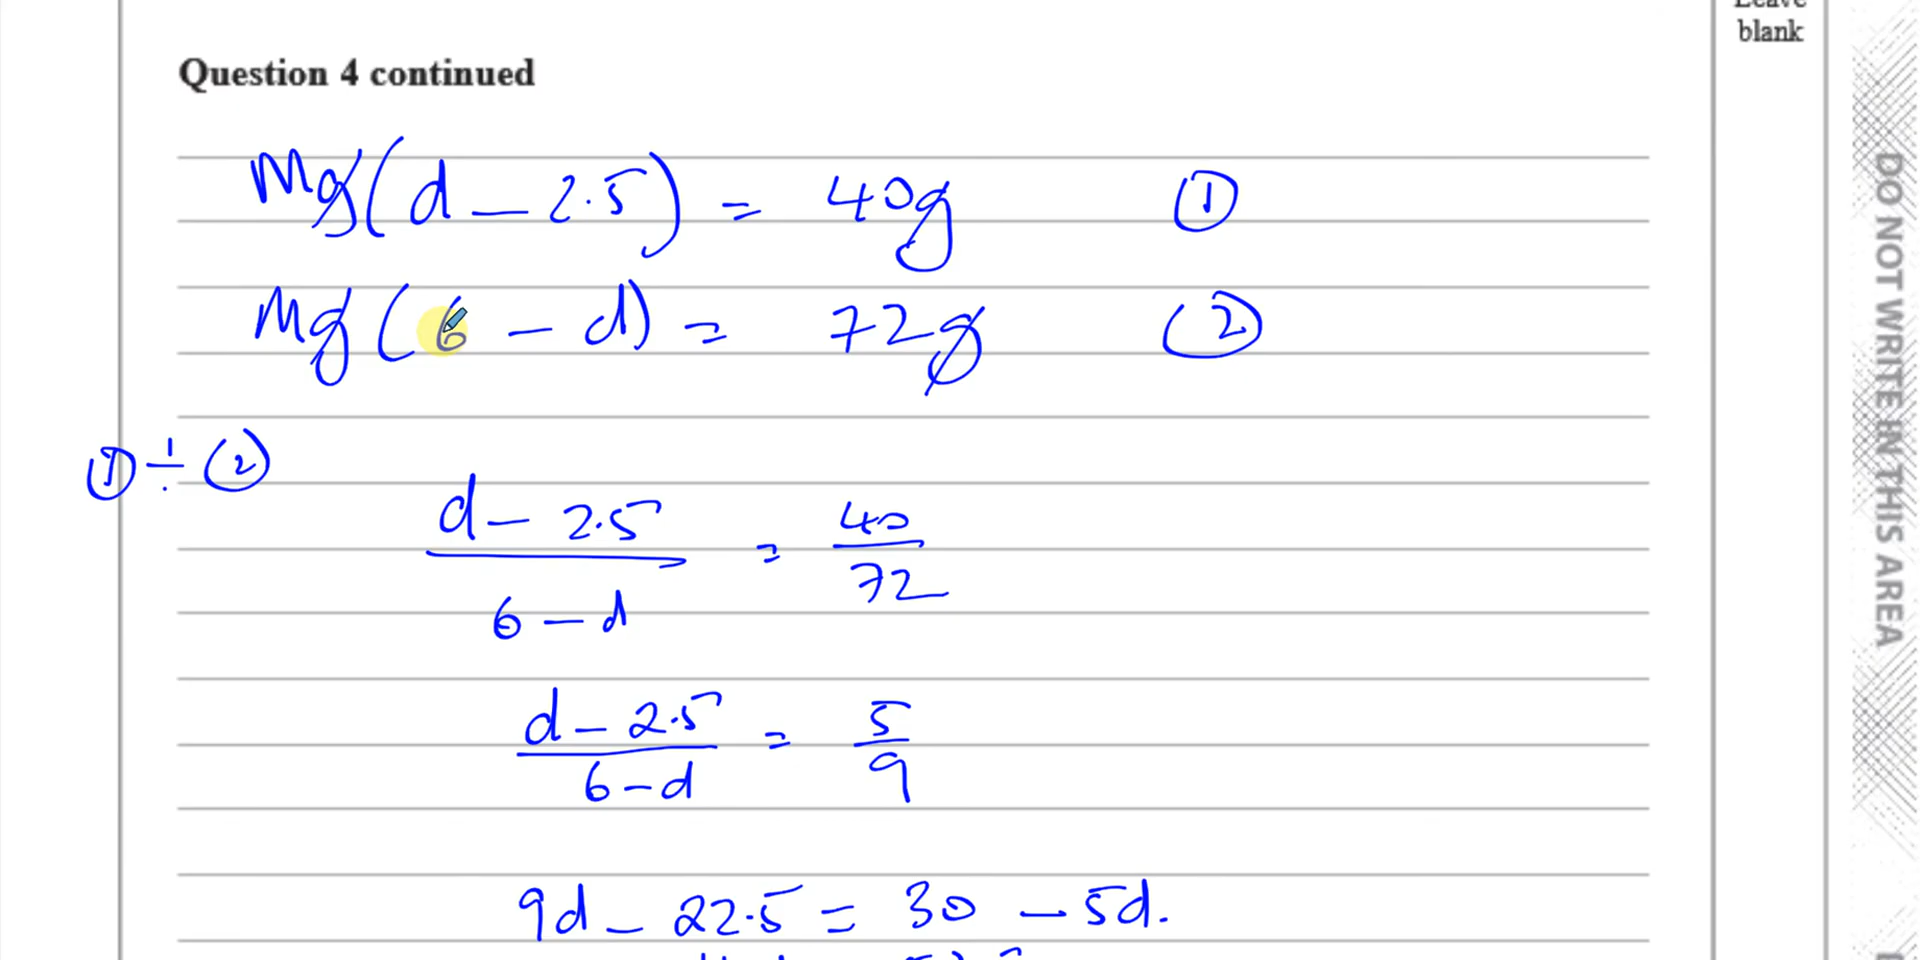 Leave
blank
Question 4 continued
Mg(d - 2.5) = 40g ①
Mg(6 - d) = 72g ②
① ÷ ②
d - 2.5 / 6 - d = 40 / 72
d - 2.5 / 6 - d = 5 / 9
9d - 22.5 = 30 - 5d.
DO NOT WRITE IN THIS AREA